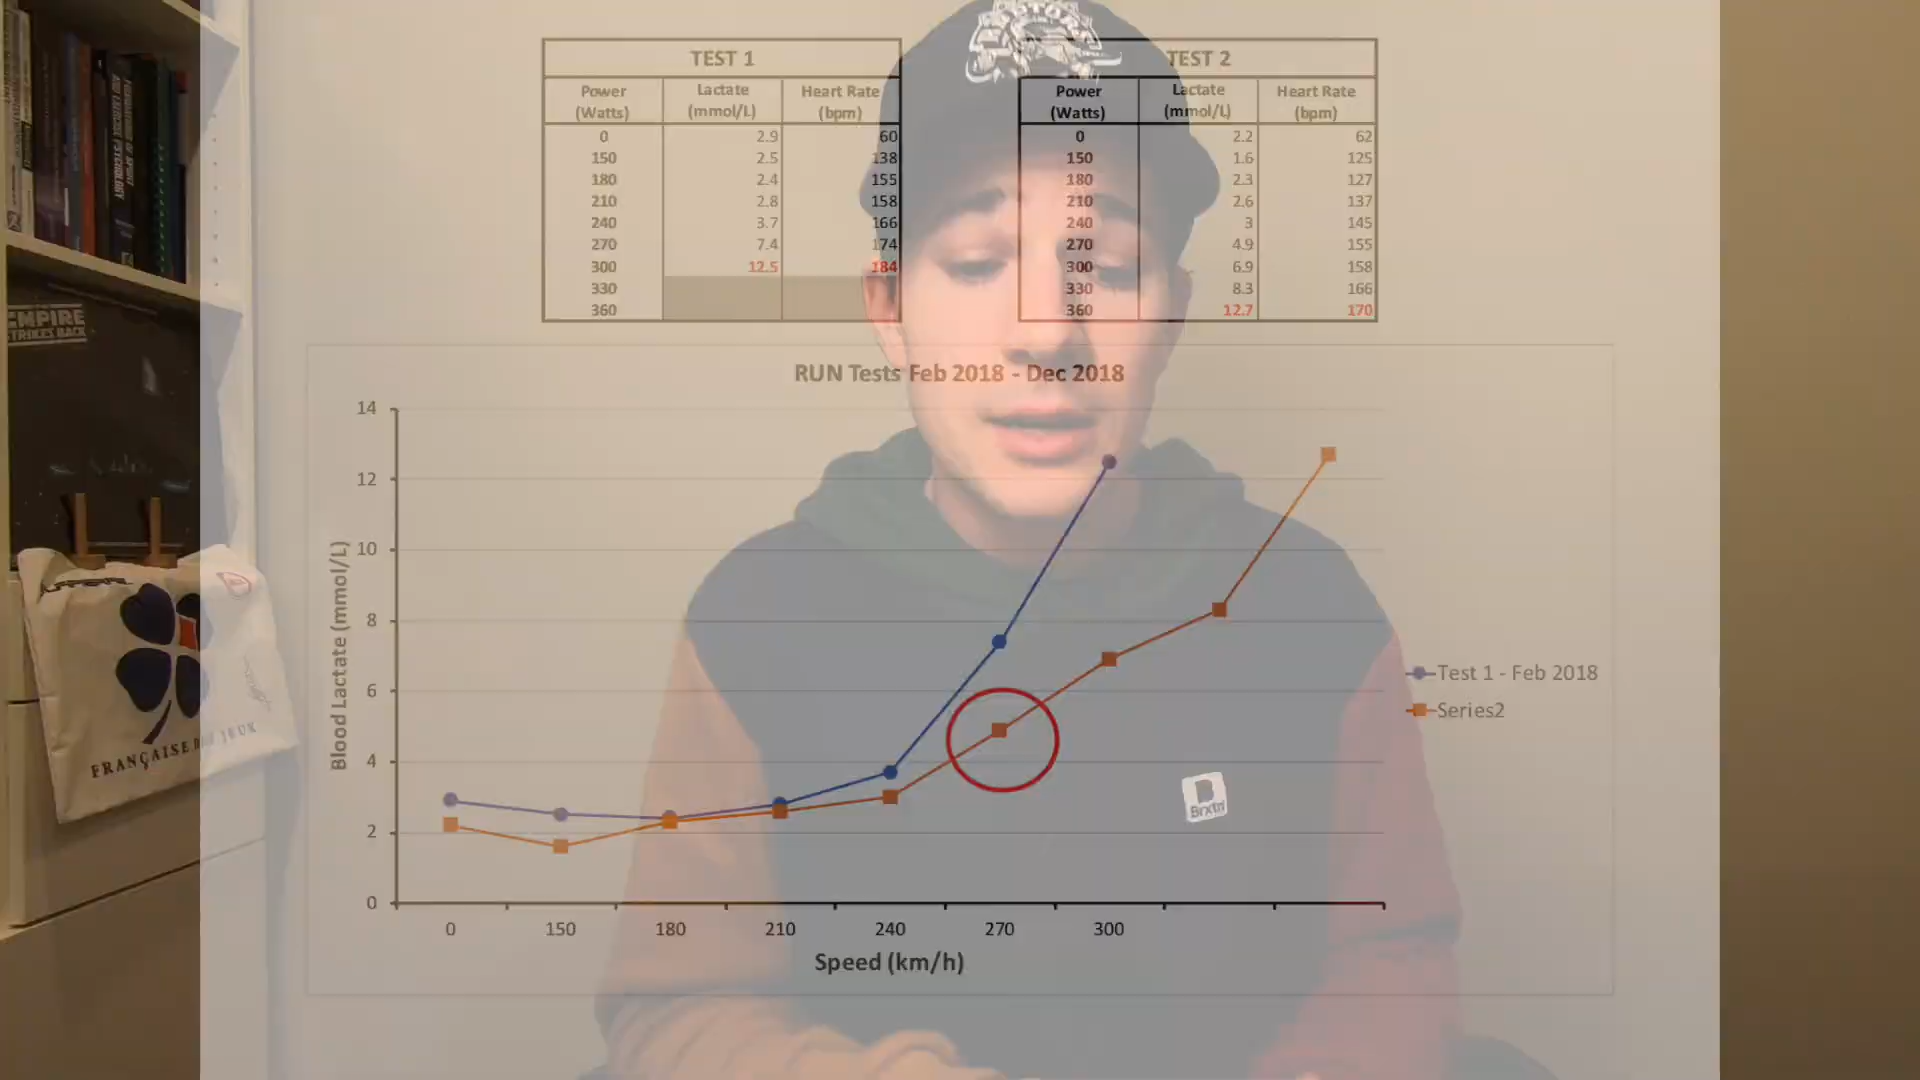 TEST 1
Power (Watts) Lactate (mmol/L) Heart Rate (bpm)
0 2.9 60
150 2.5 138
180 2.4 155
210 2.8 158
240 3.7 166
270 7.4 174
300 12.5 184
330
360
TEST 2
Power (Watts) Lactate (mmol/L) Heart Rate (bpm)
0 2.2 62
150 1.6 125
180 2.3 127
210 2.6 137
240 3 145
270 4.9 155
300 6.9 158
330 8.3 166
360 12.7 170
RUN Tests Feb 2018 - Dec 2018
Blood Lactate (mmol/L)
14
12
10
8
6
4
2
0
0 150 180 210 240 270 300
Speed (km/h)
Test 1 - Feb 2018
Series2
EMPIRE
STRIKES BACK
FRANÇAISE
JEUX
B
Brxtn